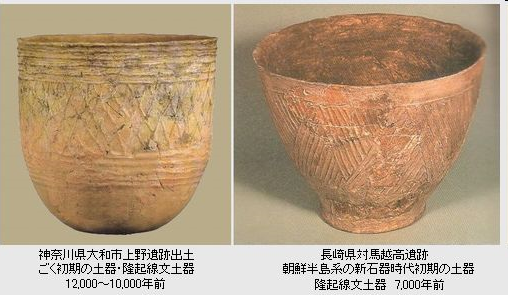 神奈川県大和市上野遺跡出土
ごく初期の土器・隆起線文土器
12,000～10,000年前
長崎県対馬越高遺跡
朝鮮半島系の新石器時代初期の土器
隆起線文土器 7,000年前